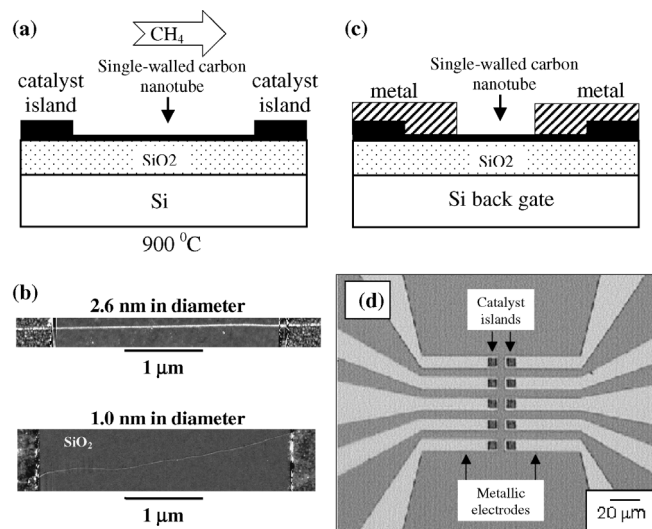 (a)
CH4
catalyst
island
Single-walled carbon
nanotube
catalyst
island
SiO2
Si
900 ⁰C
(b)
2.6 nm in diameter
1 μm
1.0 nm in diameter
SiO₂
1 μm
(c)
Single-walled carbon
nanotube
metal
metal
SiO2
Si back gate
(d)
Catalyst
islands
Metallic
electrodes
20 μm